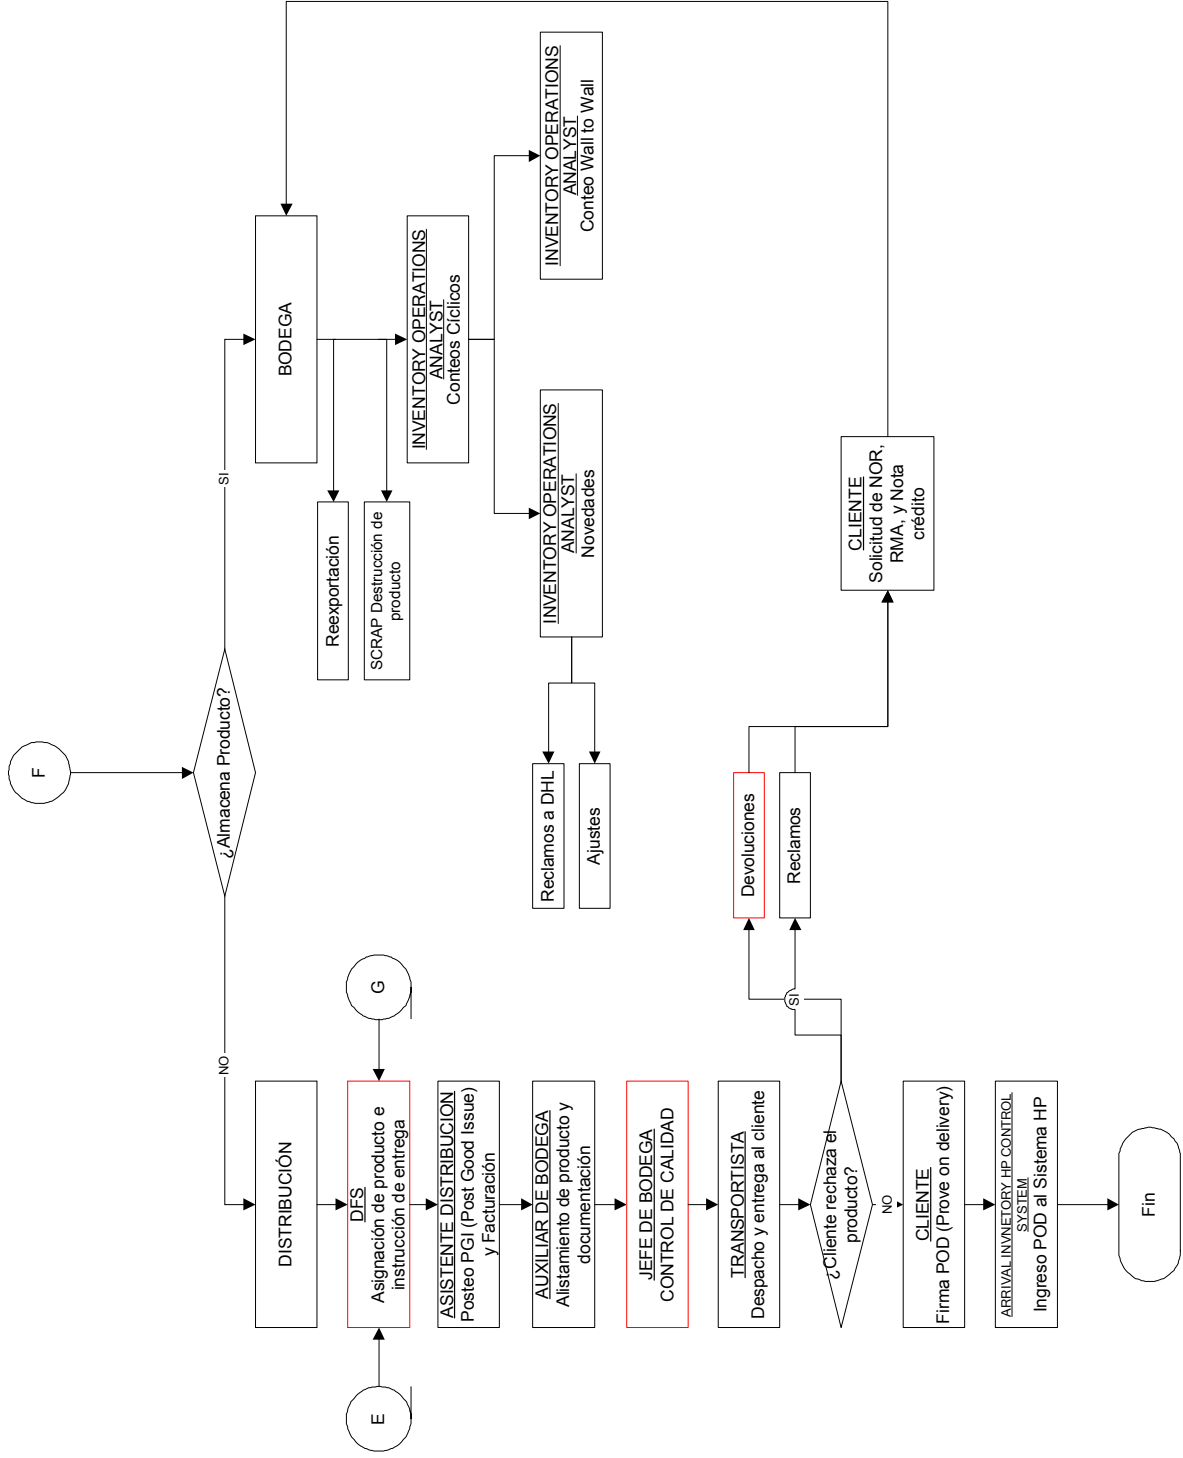 F
¿Almacena Producto?
NO
SI
DISTRIBUCIÓN
BODEGA
E
DFS
Asignación de producto e
instrucción de entrega
G
Reexportación
SCRAP Destrucción de
producto
ASISTENTE DISTRIBUCION
Posteo PGI (Post Good Issue)
y Facturación
INVENTORY OPERATIONS
ANALYST
Conteos Cíclicos
AUXILIAR DE BODEGA
Alistamiento de producto y
documentación
INVENTORY OPERATIONS
ANALYST
Novedades
INVENTORY OPERATIONS
ANALYST
Conteo Wall to Wall
Reclamos a DHL
Ajustes
JEFE DE BODEGA
CONTROL DE CALIDAD
TRANSPORTISTA
Despacho y entrega al cliente
Devoluciones
Reclamos
SI
¿Cliente rechaza el
producto?
CLIENTE
Solicitud de NOR,
RMA, y Nota
crédito
NO
CLIENTE
Firma POD (Prove on delivery)
ARRIVAL INVNETORY HP CONTROL
SYSTEM
Ingreso POD al Sistema HP
Fin